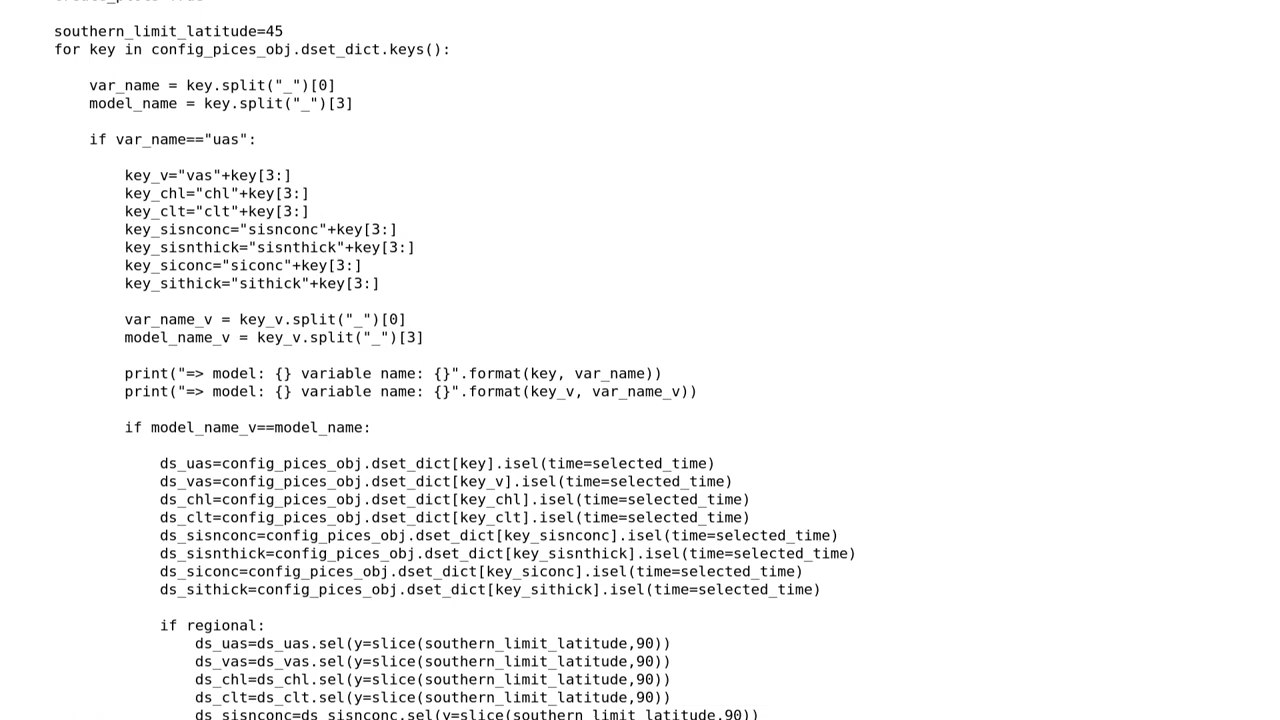 southern_limit_latitude=45
for key in config_pices_obj.dset_dict.keys():
var_name = key.split("_")[0]
model_name = key.split("_")[3]
if var_name=="uas":
key_v="vas"+key[3:]
key_chl="chl"+key[3:]
key_clt="clt"+key[3:]
key_sisnconc="sisnconc"+key[3:]
key_sisnthick="sisnthick"+key[3:]
key_siconc="siconc"+key[3:]
key_sithick="sithick"+key[3:]
var_name_v = key_v.split("_")[0]
model_name_v = key_v.split("_")[3]
print("=> model: {} variable name: {}".format(key, var_name))
print("=> model: {} variable name: {}".format(key_v, var_name_v))
if model_name_v==model_name:
ds_uas=config_pices_obj.dset_dict[key].isel(time=selected_time)
ds_vas=config_pices_obj.dset_dict[key_v].isel(time=selected_time)
ds_chl=config_pices_obj.dset_dict[key_chl].isel(time=selected_time)
ds_clt=config_pices_obj.dset_dict[key_clt].isel(time=selected_time)
ds_sisnconc=config_pices_obj.dset_dict[key_sisnconc].isel(time=selected_time)
ds_sisnthick=config_pices_obj.dset_dict[key_sisnthick].isel(time=selected_time)
ds_siconc=config_pices_obj.dset_dict[key_siconc].isel(time=selected_time)
ds_sithick=config_pices_obj.dset_dict[key_sithick].isel(time=selected_time)
if regional:
ds_uas=ds_uas.sel(y=slice(southern_limit_latitude,90))
ds_vas=ds_vas.sel(y=slice(southern_limit_latitude,90))
ds_chl=ds_chl.sel(y=slice(southern_limit_latitude,90))
ds_clt=ds_clt.sel(y=slice(southern_limit_latitude,90))
ds_sisnconc=ds_sisnconc.sel(y=slice(southern_limit_latitude,90))